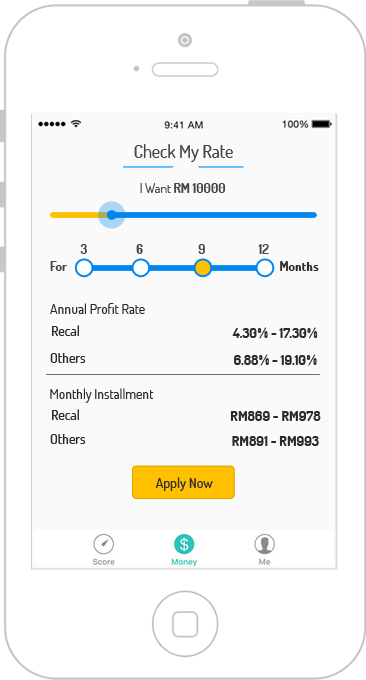 9:41 AM 100%
Check My Rate
I Want RM 10000
3 6 9 12
For Months
Annual Profit Rate
Recal 4.30% - 17.30%
Others 6.88% - 19.10%
Monthly Installment
Recal RM869 - RM978
Others RM891 - RM993
Apply Now
Score Money Me